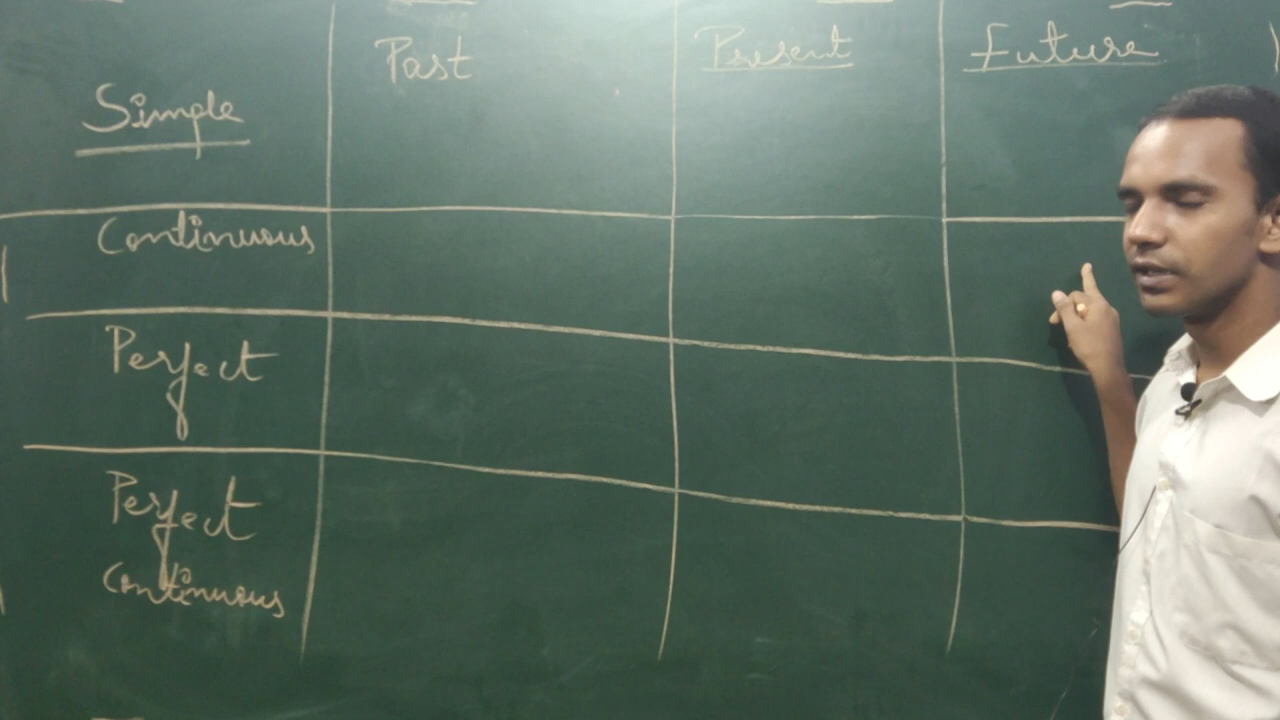 Past Present Future
Simple
Continuous
Perfect
Perfect
Continuous